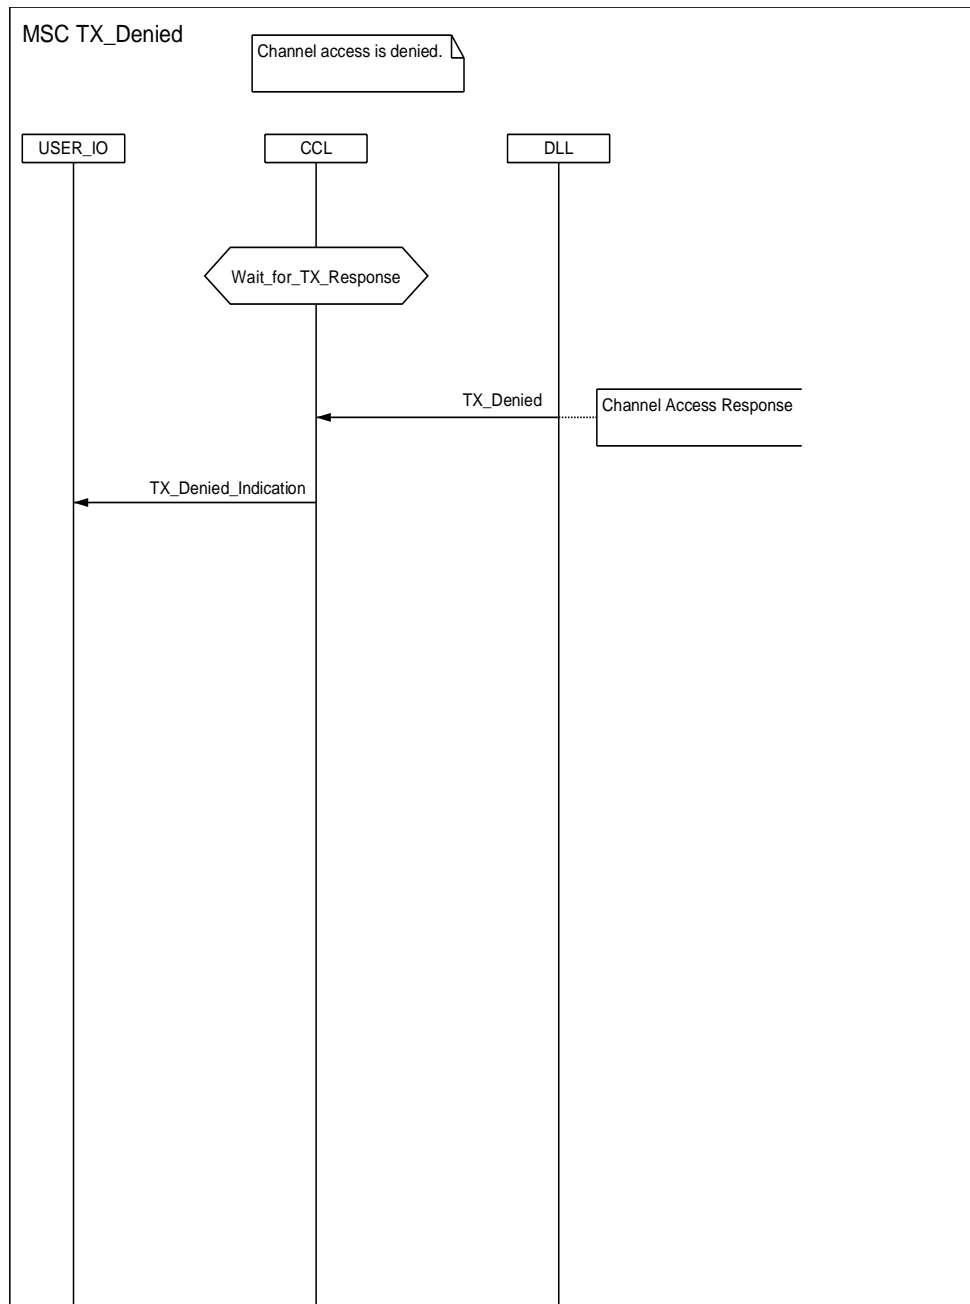 MSC TX_Denied
Channel access is denied.
USER_IO
CCL
DLL
Wait_for_TX_Response
TX_Denied
Channel Access Response
TX_Denied_Indication